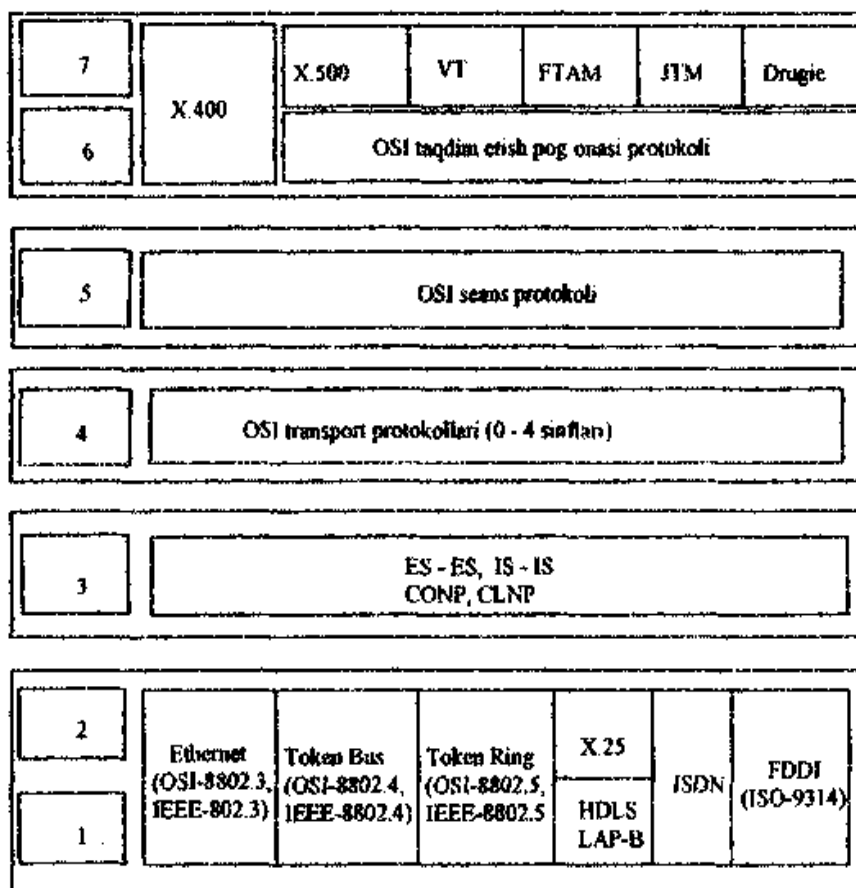 7
X.400
X.500
VT
FTAM
JTM
Drugie
6
OSI taqdim etish pog onasi protokoli
5
OSI seans protokoli
4
OSI transport protokollari (0 - 4 sinflari)
3
ES - ES, IS - IS
CONP, CLNP
2
1
Ethernet
(OSI-8802.3,
IEEE-802.3)
Token Bus
(OSI-8802.4,
IEEE-8802.4)
Token Ring
(OSI-8802.5,
IEEE-8802.5
X.25
HDLS
LAP-B
ISDN
FDDI
(ISO-9314)